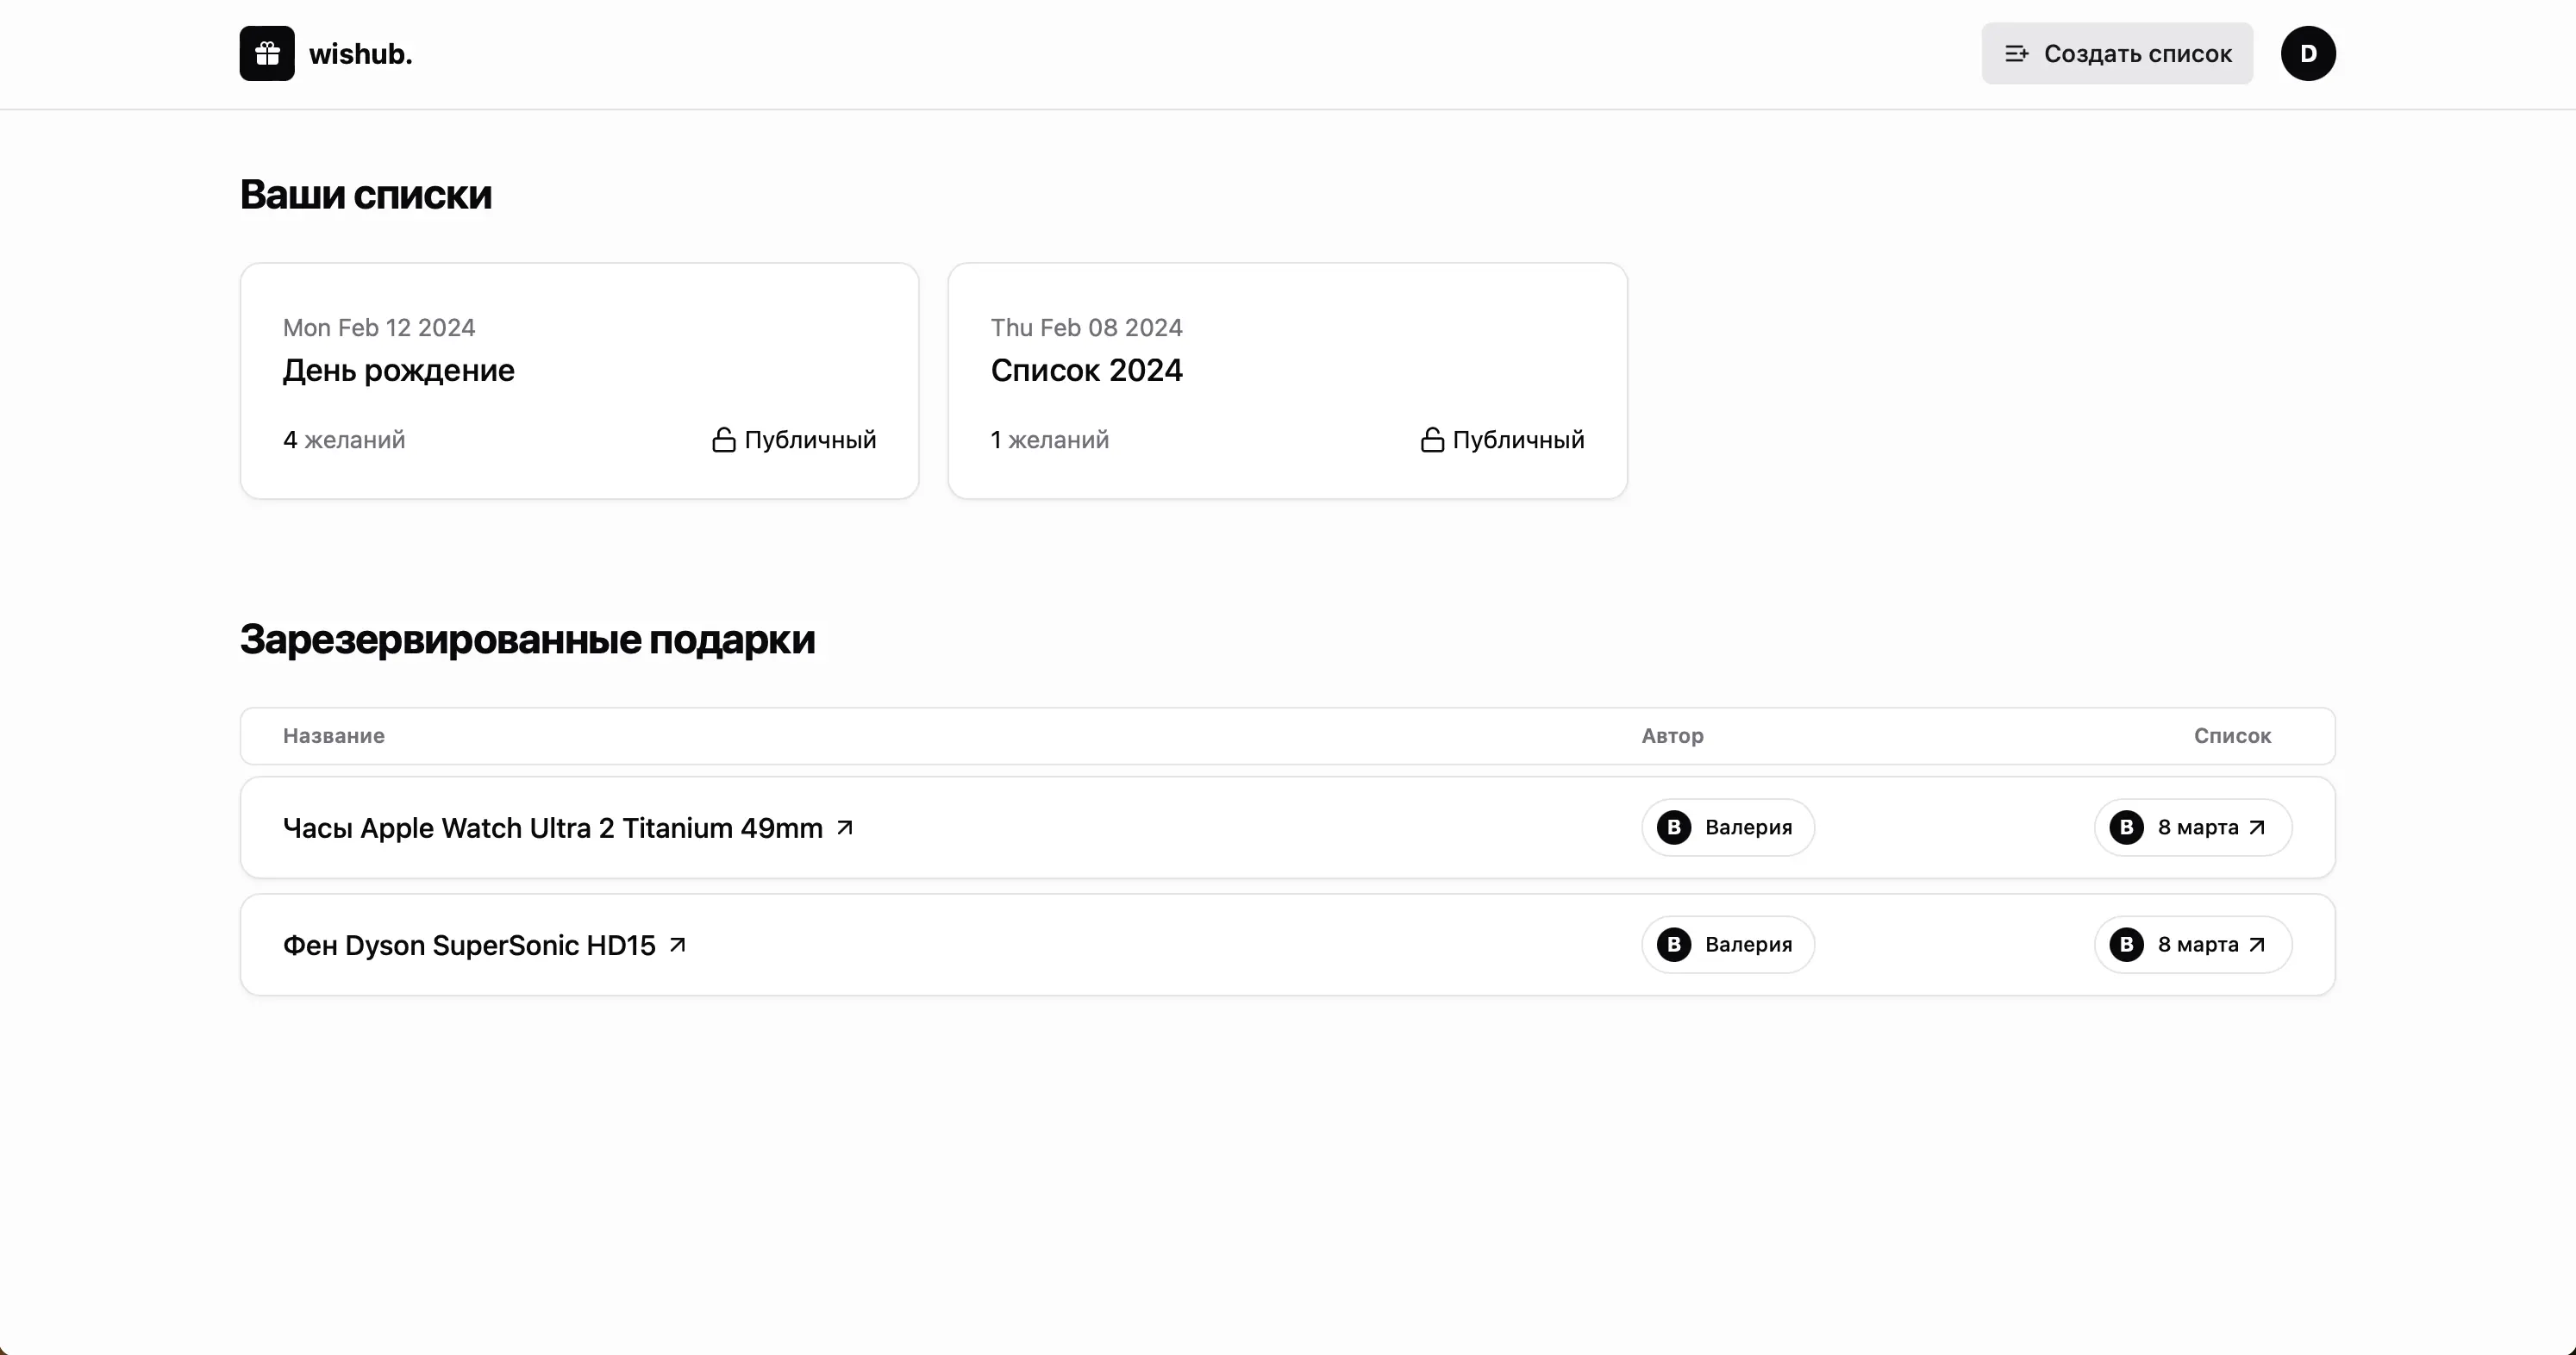 wishub.
Создать список
D
Ваши списки
Mon Feb 12 2024
День рождение
4 желаний
Публичный
Thu Feb 08 2024
Список 2024
1 желаний
Публичный
Зарезервированные подарки
Название Автор Список
Часы Apple Watch Ultra 2 Titanium 49mm В Валерия В 8 марта
Фен Dyson SuperSonic HD15 В Валерия В 8 марта